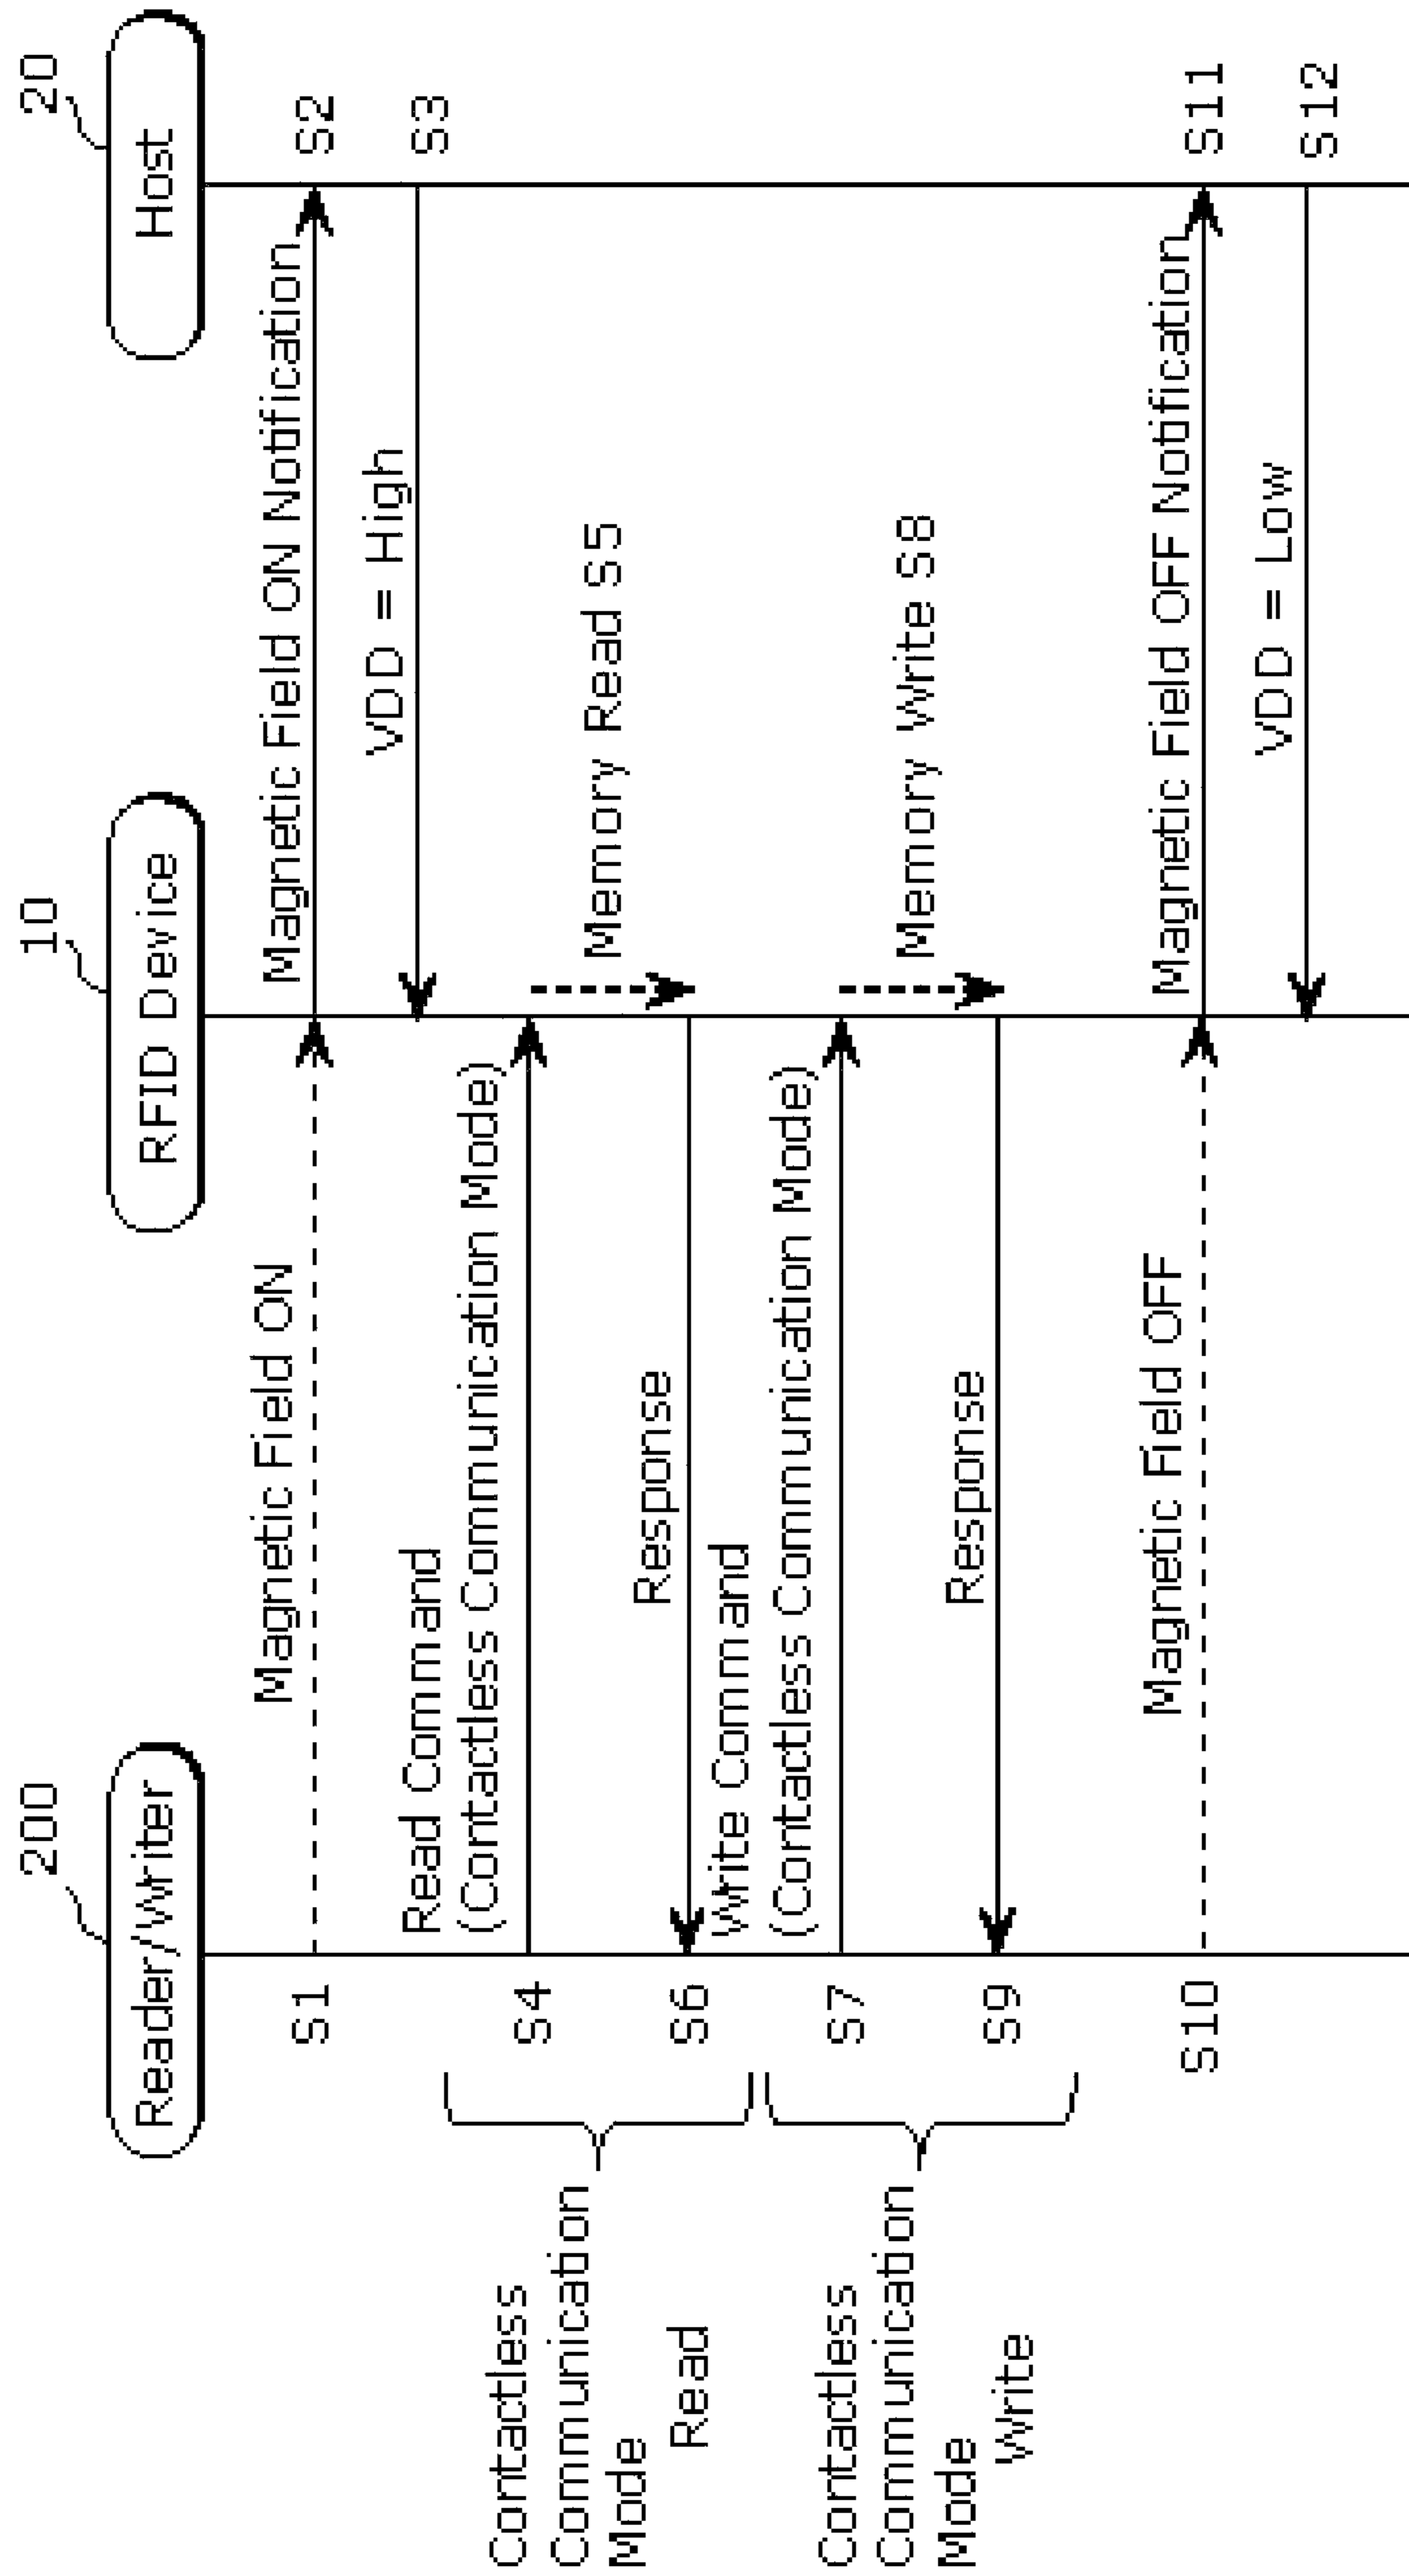 200
10
20
Reader/Writer
RFID Device
Host
S1
Magnetic Field ON
Magnetic Field ON Notification
S2
VDD = High
S3
Contactless
Communication
Mode
Read
S4
Read Command
(Contactless Communication Mode)
Memory Read S5
S6
Response
Contactless
Communication
Mode
Write
S7
Write Command
(Contactless Communication Mode)
Memory Write S8
S9
Response
S10
Magnetic Field OFF
Magnetic Field OFF Notification
S11
VDD = Low
S12